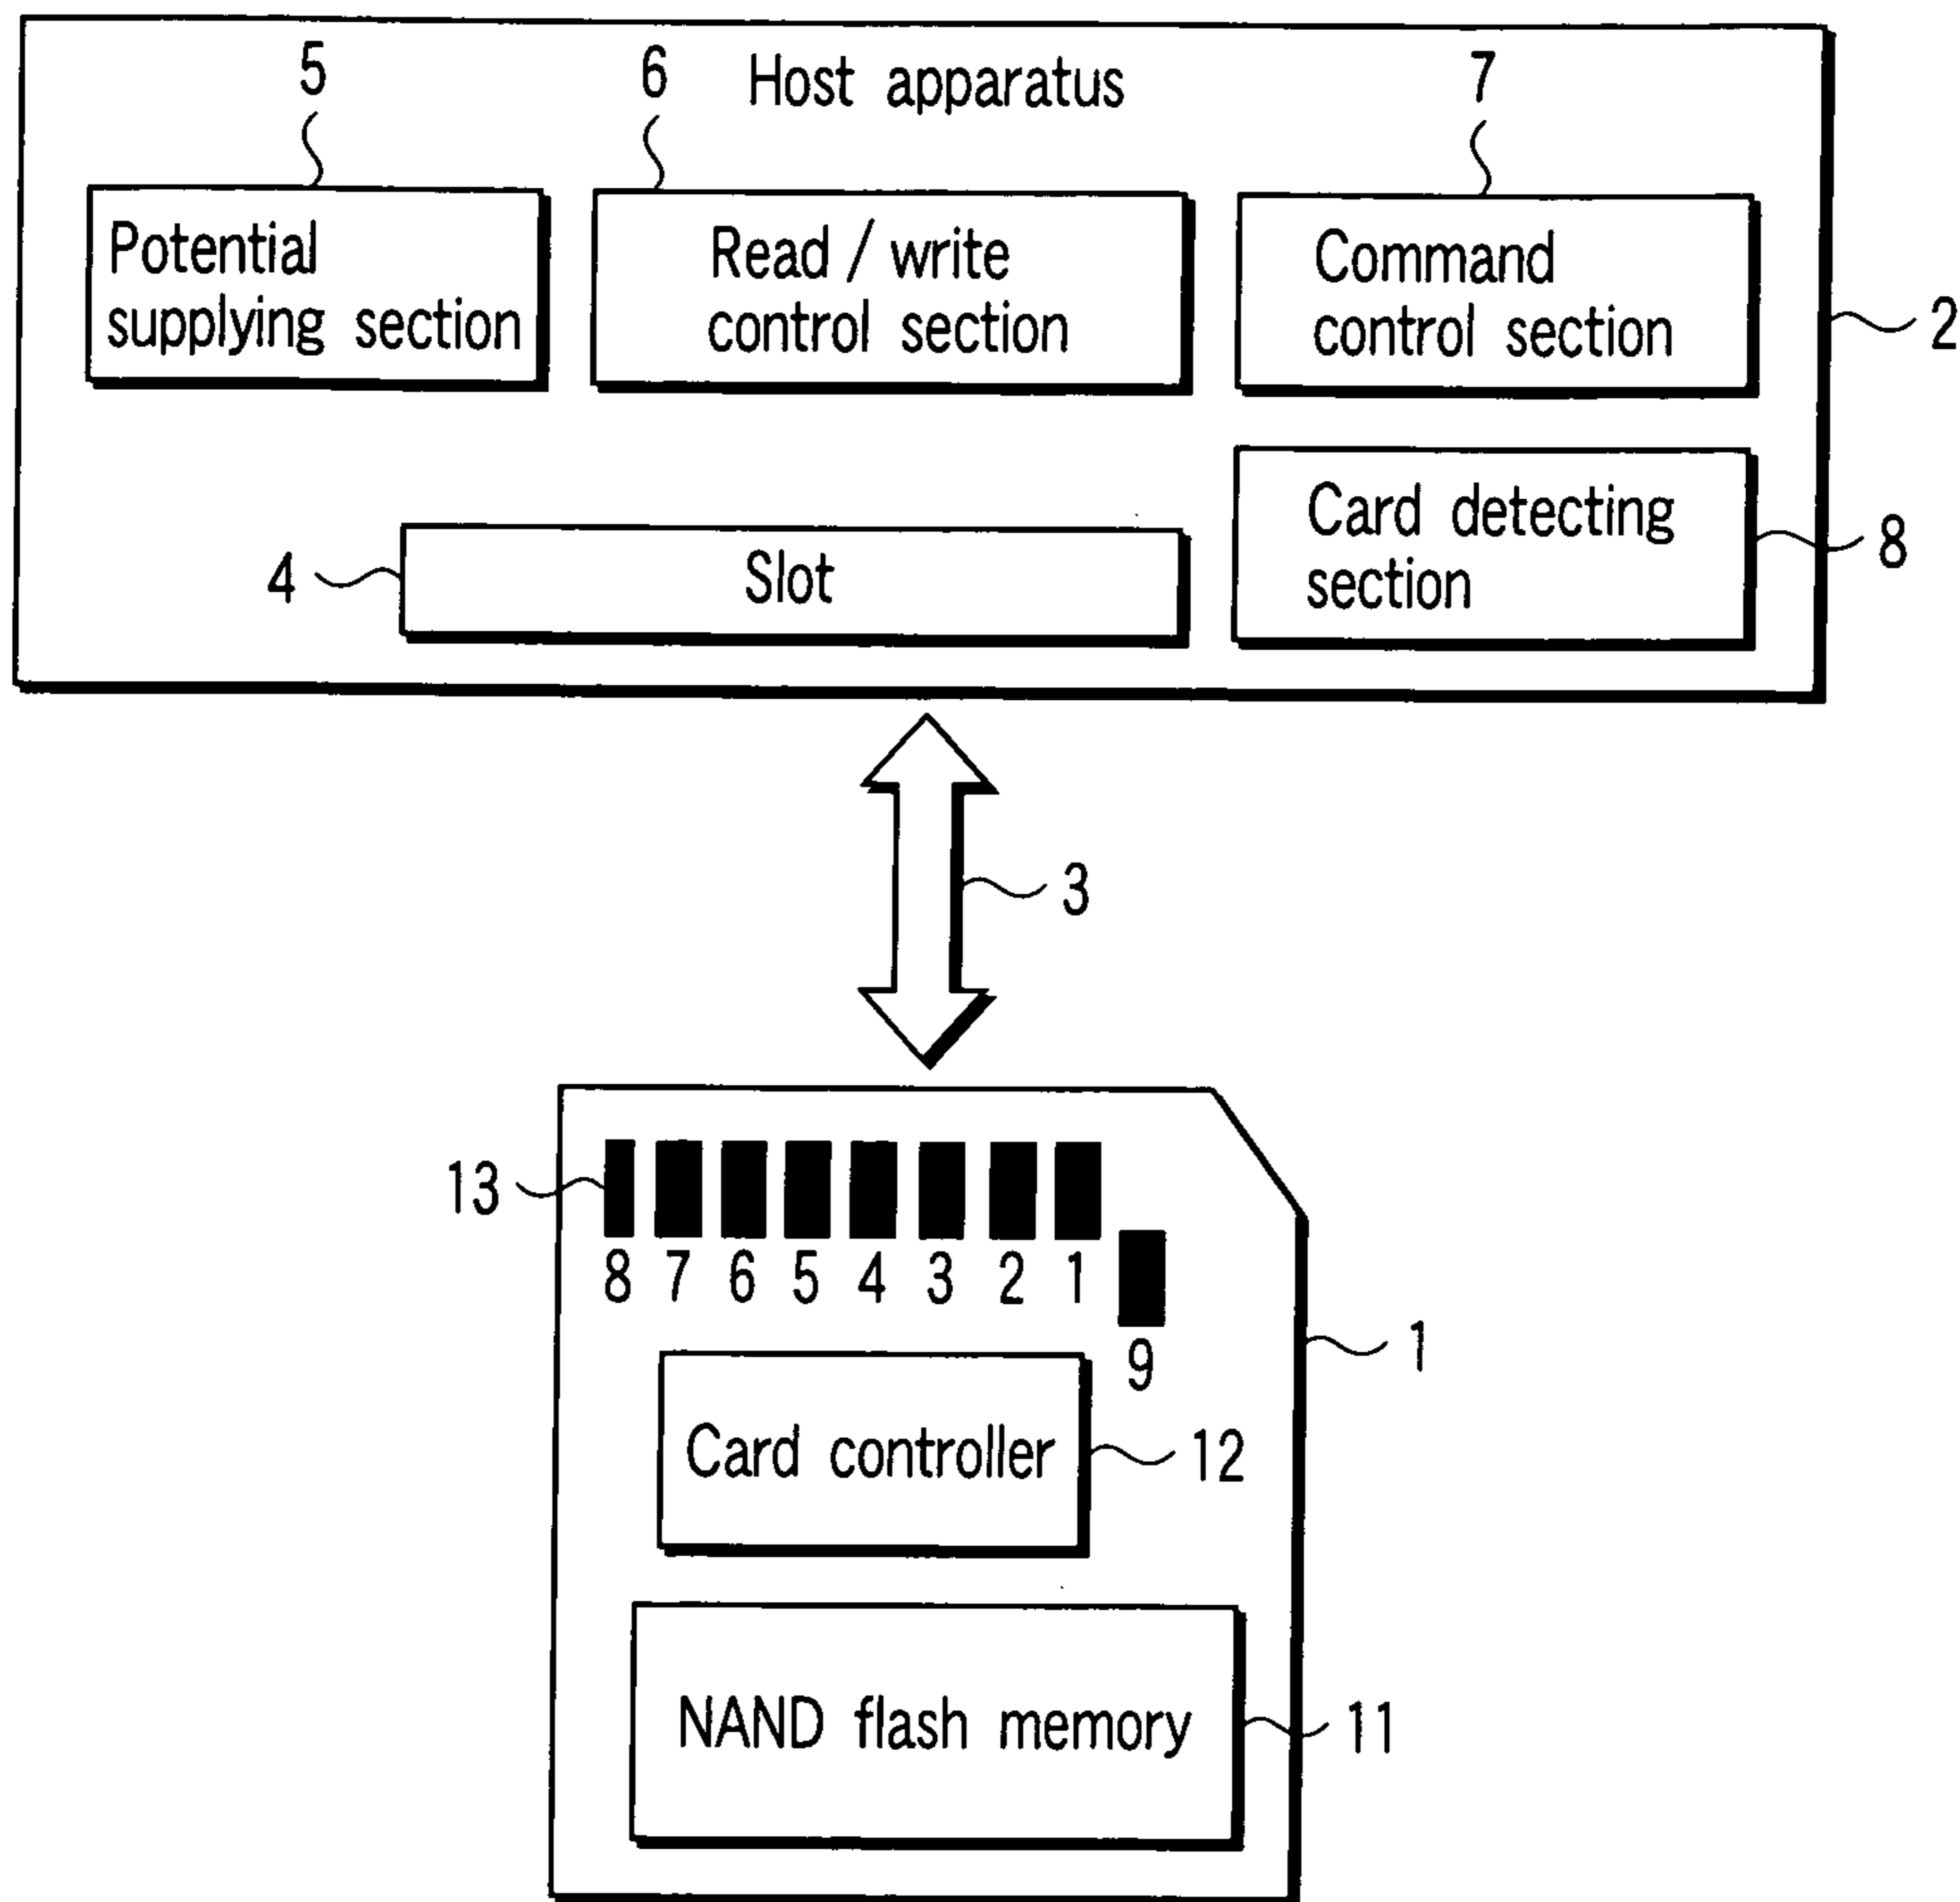 5
6
Host apparatus
7
Potential
supplying section
Read / write
control section
Command
control section
2
4
Slot
Card detecting
section
8
3
13
8 7 6 5 4 3 2 1
9
1
Card controller
12
NAND flash memory
11